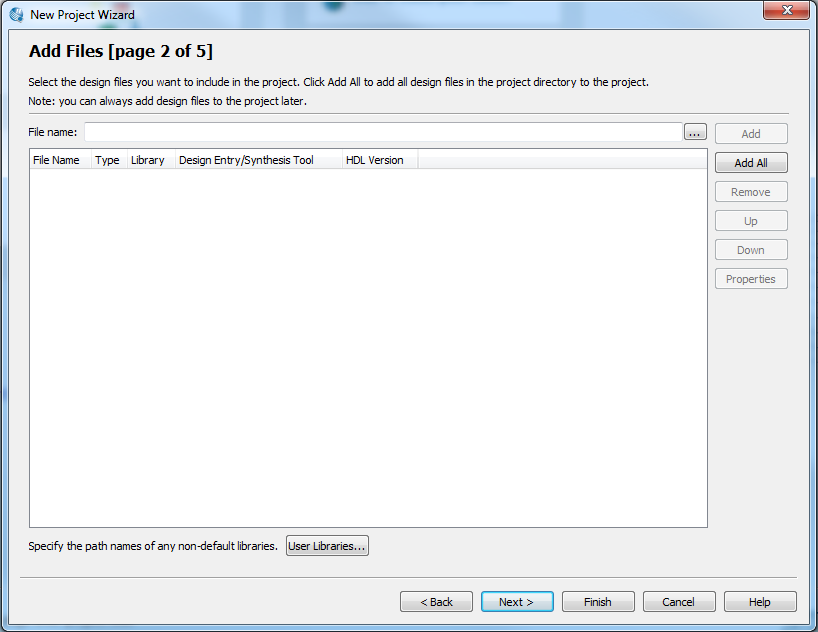 New Project Wizard
Add Files [page 2 of 5]
Select the design files you want to include in the project. Click Add All to add all design files in the project directory to the project.
Note: you can always add design files to the project later.
File name: ... Add
File Name Type Library Design Entry/Synthesis Tool HDL Version
Add All
Remove
Up
Down
Properties
Specify the path names of any non-default libraries. User Libraries...
< Back Next > Finish Cancel Help